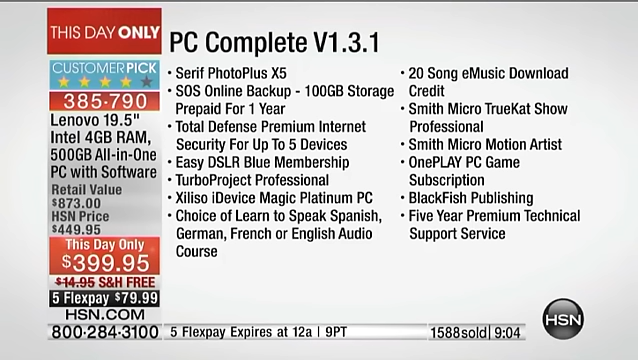 THIS DAY ONLY
CUSTOMER PICK
385-790
Lenovo 19.5"
Intel 4GB RAM,
500GB All-in-One
PC with Software
Retail Value
$873.00
HSN Price
$449.95
This Day Only
$399.95
$14.95 S&H FREE
5 Flexpay $79.99
HSN.COM
800-284-3100
PC Complete V1.3.1
• Serif PhotoPlus X5
• SOS Online Backup - 100GB Storage
Prepaid For 1 Year
• Total Defense Premium Internet
Security For Up To 5 Devices
• Easy DSLR Blue Membership
• TurboProject Professional
• Xiliso iDevice Magic Platinum PC
• Choice of Learn to Speak Spanish,
German, French or English Audio
Course
• 20 Song eMusic Download
Credit
• Smith Micro TrueKat Show
Professional
• Smith Micro Motion Artist
• OnePLAY PC Game
Subscription
• BlackFish Publishing
• Five Year Premium Technical
Support Service
HSN
5 Flexpay Expires at 12a | 9PT
1588 sold | 9:04